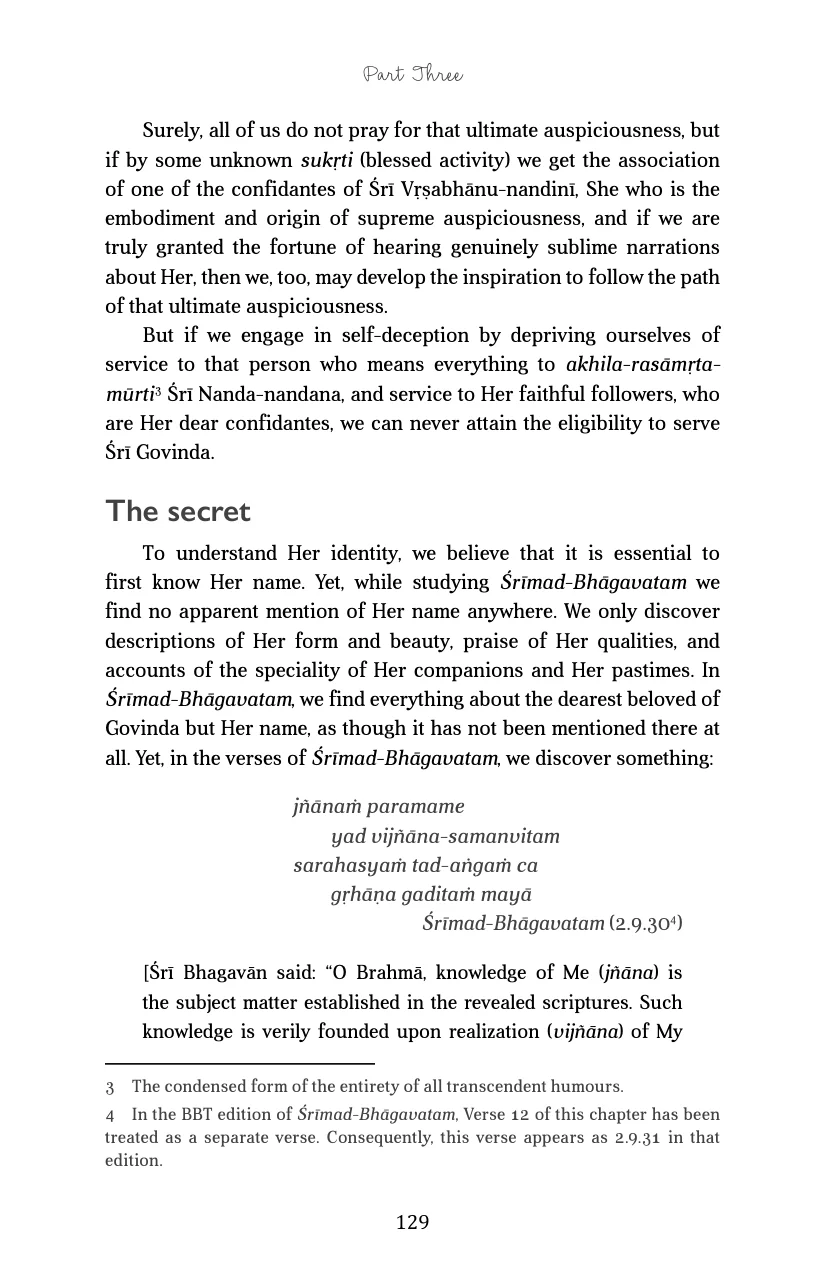 Part Three
Surely, all of us do not pray for that ultimate auspiciousness, but
if by some unknown sukṛti (blessed activity) we get the association
of one of the confidantes of Śrī Vṛṣabhānu-nandinī, She who is the
embodiment and origin of supreme auspiciousness, and if we are
truly granted the fortune of hearing genuinely sublime narrations
about Her, then we, too, may develop the inspiration to follow the path
of that ultimate auspiciousness.
But if we engage in self-deception by depriving ourselves of
service to that person who means everything to akhila-rasāmṛta-
mūrti³ Śrī Nanda-nandana, and service to Her faithful followers, who
are Her dear confidantes, we can never attain the eligibility to serve
Śrī Govinda.
The secret
To understand Her identity, we believe that it is essential to
first know Her name. Yet, while studying Śrīmad-Bhāgavatam we
find no apparent mention of Her name anywhere. We only discover
descriptions of Her form and beauty, praise of Her qualities, and
accounts of the speciality of Her companions and Her pastimes. In
Śrīmad-Bhāgavatam, we find everything about the dearest beloved of
Govinda but Her name, as though it has not been mentioned there at
all. Yet, in the verses of Śrīmad-Bhāgavatam, we discover something:
jñānaṁ paramame
yad vijñāna-samanvitam
sarahasyaṁ tad-aṅgaṁ ca
gṛhāṇa gaditaṁ mayā
Śrīmad-Bhāgavatam (2.9.30⁴)
[Śrī Bhagavān said: “O Brahmā, knowledge of Me (jñāna) is
the subject matter established in the revealed scriptures. Such
knowledge is verily founded upon realization (vijñāna) of My
3 The condensed form of the entirety of all transcendent humours.
4 In the BBT edition of Śrīmad-Bhāgavatam, Verse 12 of this chapter has been
treated as a separate verse. Consequently, this verse appears as 2.9.31 in that
edition.
129